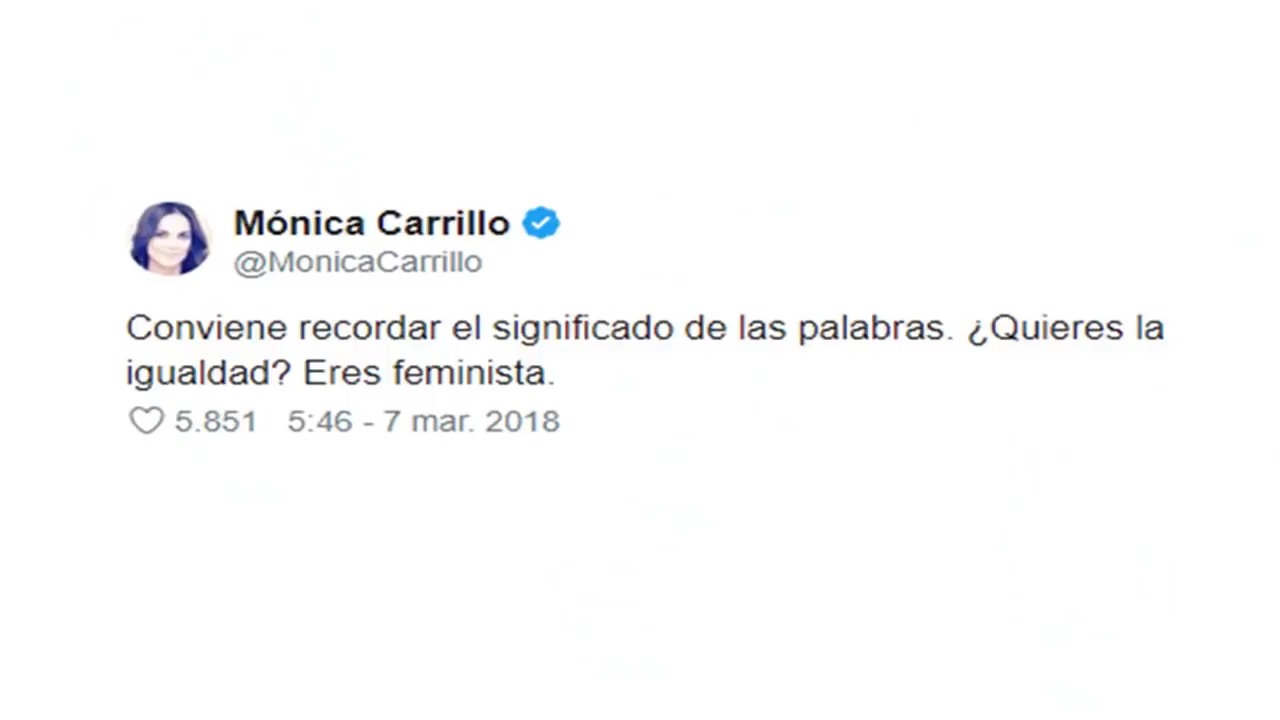 Mónica Carrillo
@MonicaCarrillo
Conviene recordar el significado de las palabras. ¿Quieres la
igualdad? Eres feminista.
5.851 5:46 - 7 mar. 2018